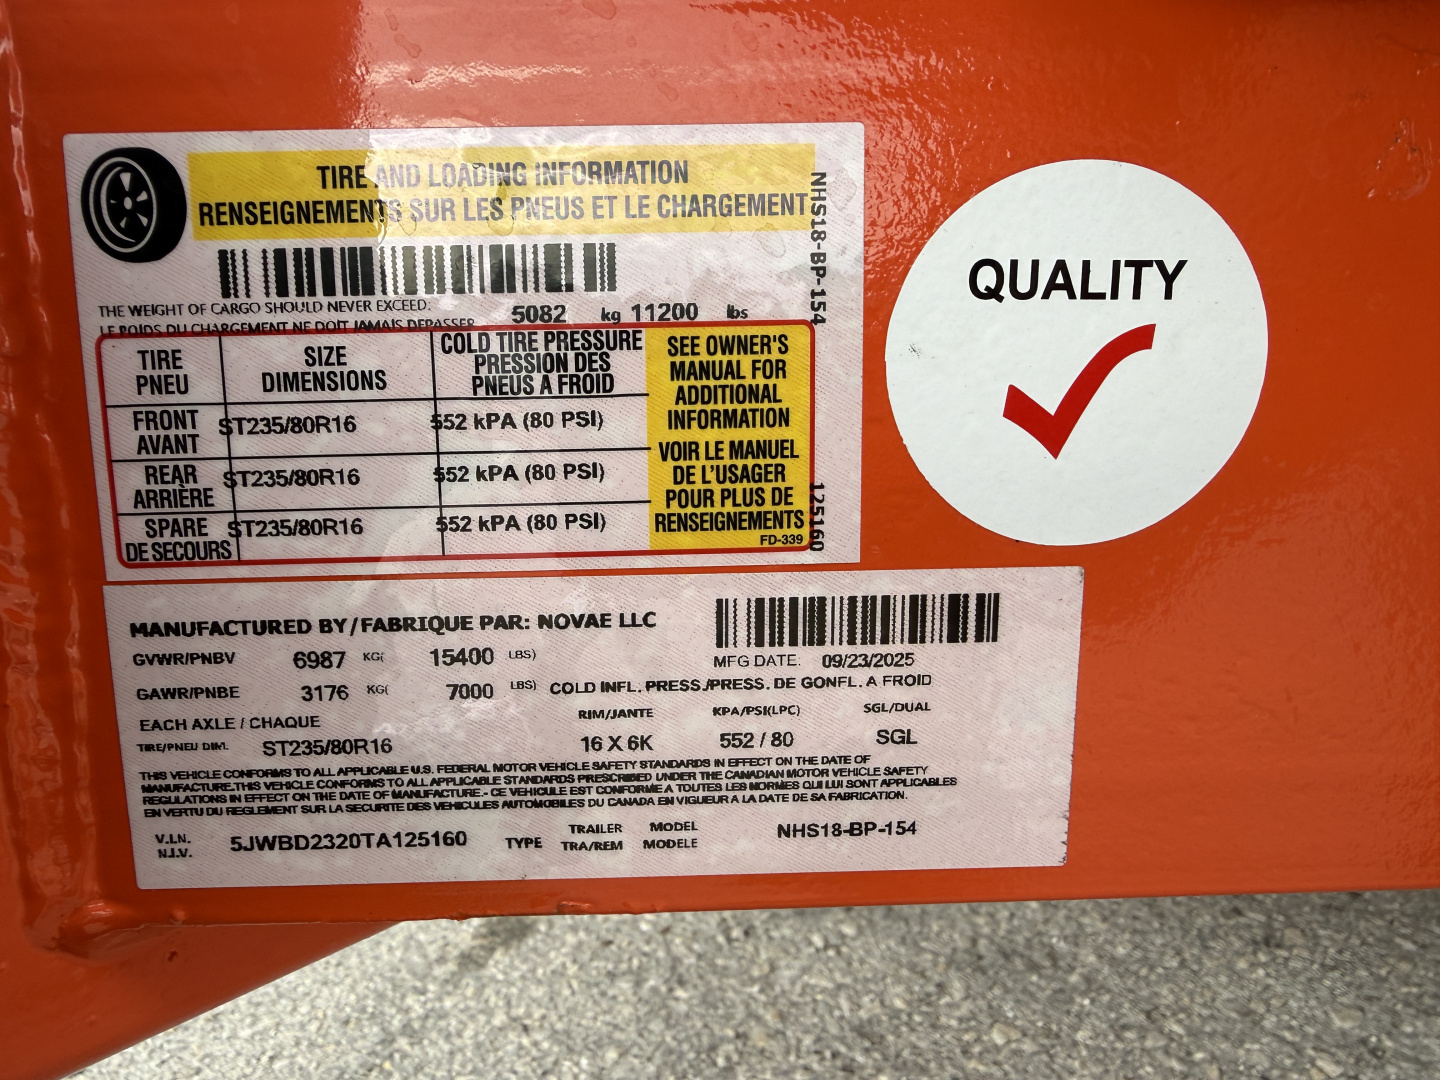 TIRE AND LOADING INFORMATION
RENSEIGNEMENTS SUR LES PNEUS ET LE CHARGEMENT
NHS18-BP-154
THE WEIGHT OF CARGO SHOULD NEVER EXCEED:
LE POIDS DU CHARGEMENT NE DOIT JAMAIS DEPASSER
5082 kg 11200 lbs
TIRE PNEU
SIZE DIMENSIONS
COLD TIRE PRESSURE
PRESSION DES
PNEUS A FROID
FRONT AVANT
ST235/80R16
552 kPA (80 PSI)
REAR ARRIÈRE
ST235/80R16
552 kPA (80 PSI)
SPARE DE SECOURS
ST235/80R16
552 kPA (80 PSI)
SEE OWNER'S
MANUAL FOR
ADDITIONAL
INFORMATION
VOIR LE MANUEL
DE L'USAGER
POUR PLUS DE
RENSEIGNEMENTS
FD-339
125160
QUALITY
MANUFACTURED BY/FABRIQUE PAR: NOVAE LLC
GVWR/PNBV 6987 KG( 15400 LBS)
MFG DATE: 09/23/2025
GAWR/PNBE 3176 KG( 7000 LBS) COLD INFL. PRESS./PRESS. DE GONFL. A FROID
EACH AXLE / CHAQUE RIM/JANTE KPA/PSI(LPC) SGL/DUAL
TIRE/PNEU DIM. ST235/80R16 16 X 6K 552 / 80 SGL
THIS VEHICLE CONFORMS TO ALL APPLICABLE U.S. FEDERAL MOTOR VEHICLE SAFETY STANDARDS IN EFFECT ON THE DATE OF
MANUFACTURE.THIS VEHICLE CONFORMS TO ALL APPLICABLE STANDARDS PRESCRIBED UNDER THE CANADIAN MOTOR VEHICLE SAFETY
REGULATIONS IN EFFECT ON THE DATE OF MANUFACTURE.- CE VEHICULE EST CONFORME A TOUTES LES NORMES QUI LUI SONT APPLICABLES
EN VERTU DU REGLEMENT SUR LA SECURITE DES VEHICULES AUTOMOBILES DU CANADA EN VIGUEUR A LA DATE DE SA FABRICATION.
V.I.N. 5JWBD2320TA125160 TYPE TRAILER MODEL NHS18-BP-154
N.I.V. TRA/REM MODELE